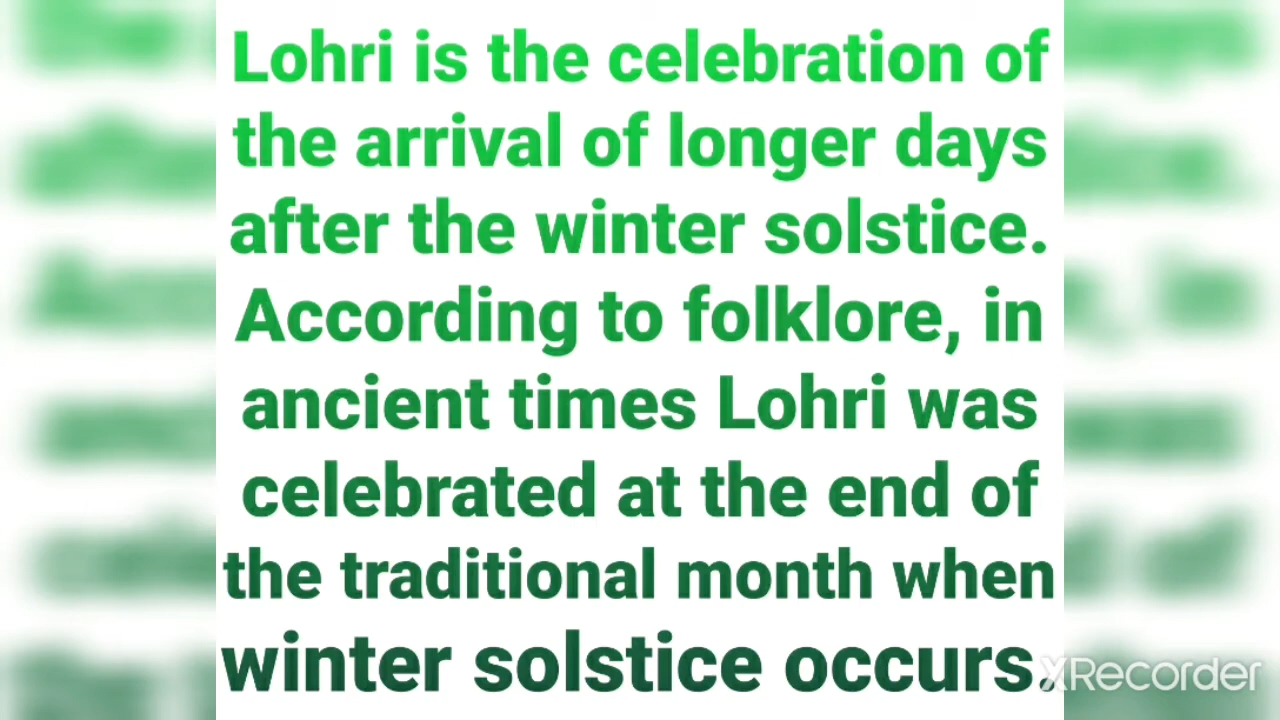 Lohri is the celebration of
the arrival of longer days
after the winter solstice.
According to folklore, in
ancient times Lohri was
celebrated at the end of
the traditional month when
winter solstice occurs.
XRecorder